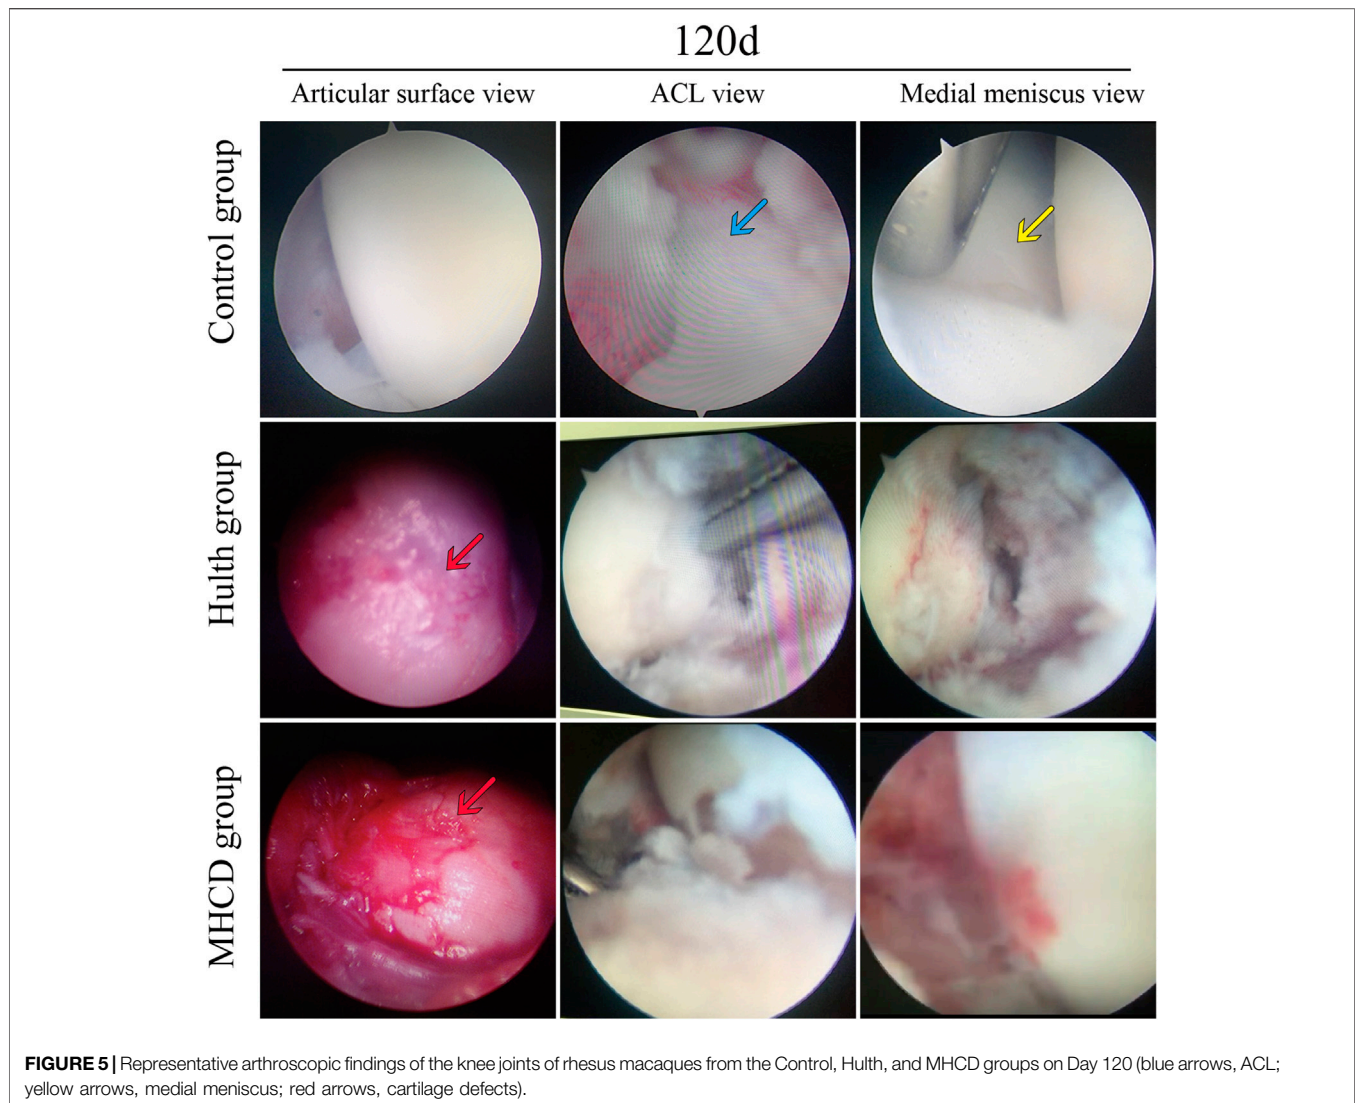 120d
Articular surface view
ACL view
Medial meniscus view
Control group
Hulth group
MHCD group
FIGURE 5 | Representative arthroscopic findings of the knee joints of rhesus macaques from the Control, Hulth, and MHCD groups on Day 120 (blue arrows, ACL;
yellow arrows, medial meniscus; red arrows, cartilage defects).